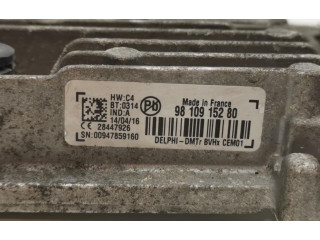 HW:C4
BT:0314
IND:A
14/04/16
28447926
SN:00947859160
Made in France
98 109 152 80
DELPHI-DMTr BVHx CEM01